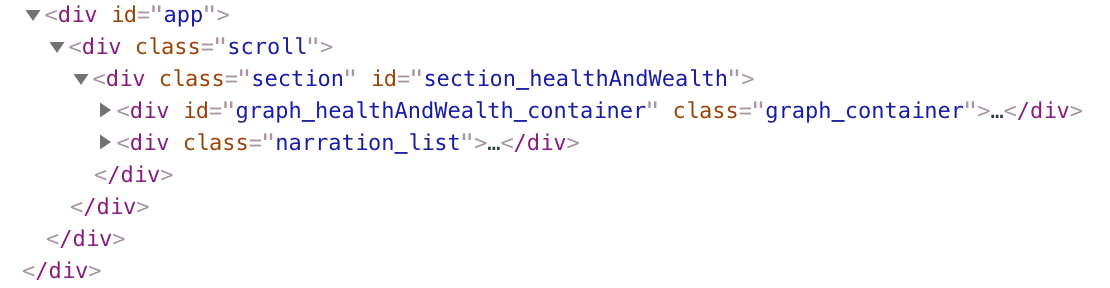 ▼<div id="app">
▼<div class="scroll">
▼<div class="section" id="section_healthAndWealth">
▶<div id="graph_healthAndWealth_container" class="graph_container">…</div>
▶<div class="narration_list">…</div>
</div>
</div>
</div>
</div>